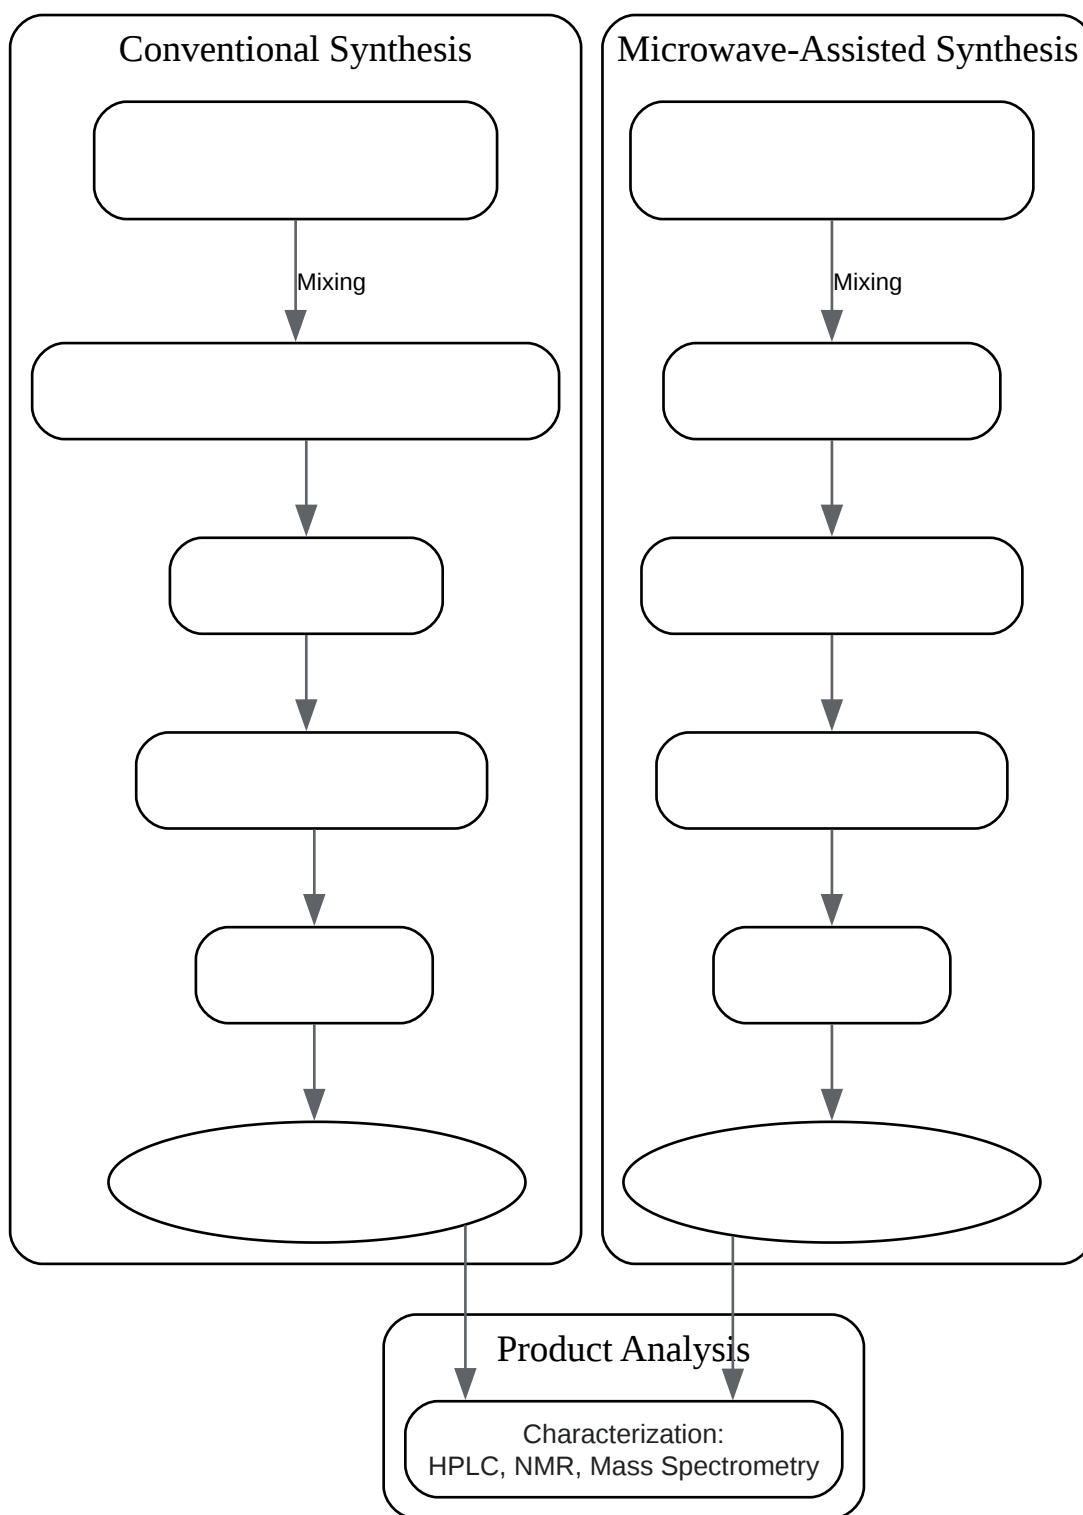 Conventional Synthesis
Microwave-Assisted Synthesis
Mixing
Mixing
Product Analysis
Characterization:
HPLC, NMR, Mass Spectrometry